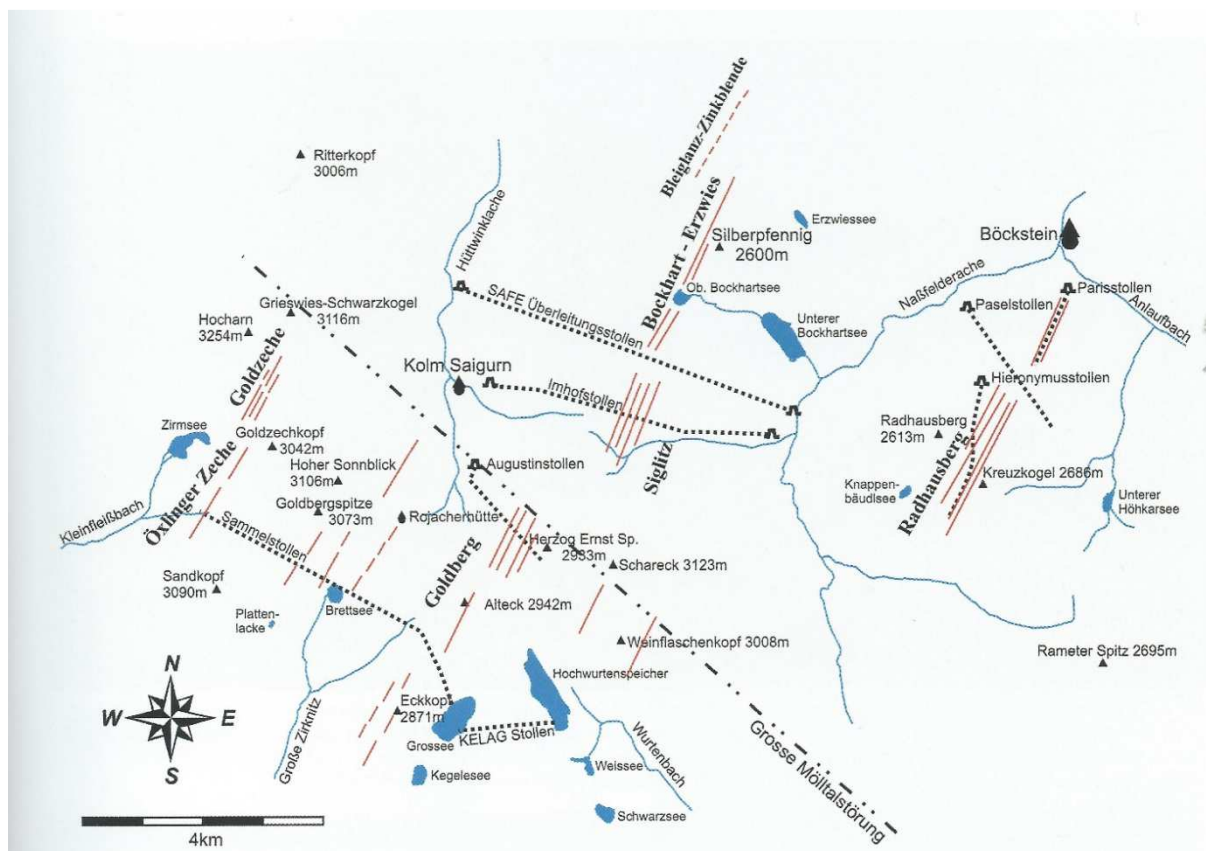 Bleiglanz-Zinkblende
Ritterkopf
3006m
Hüttwinklache
Bockhart - Erzwies
Erzwiessee
Silberpfennig
2600m
Böckstein
Naßfelderache
Grieswies-Schwarzkogel
3116m
SAFE Überleitungsstollen
Ob. Bockhartsee
Parisstollen
Paselstollen
Anlaufbach
Hocharn
3254m
Unterer
Bockhartsee
Goldzeche
Kolm Saigurn
Imhofstollen
Hieronymusstollen
Zirmsee
Goldzechkopf
3042m
Radhausberg
2613m
Hoher Sonnblick
3106m
Augustinstollen
Siglitz
Kreuzkogel 2686m
Öxlinger Zeche
Goldbergspitze
3073m
Knappen-
bäudlsee
Radhausberg
Unterer
Höhkarsee
Kleinfleißbach
Sammelstollen
Rojacherhütte
Goldberg
Herzog Ernst Sp.
2933m
Schareck 3123m
Sandkopf
3090m
Brettsee
Alteck 2942m
Platten-
lacke
Weinflaschenkopf 3008m
Rameter Spitz 2695m
Hochwurtenspeicher
N
W
E
S
Große Zirknitz
Eckkopf
2871m
Grossee
KELAG Stollen
Wurtenbach
Grosse Mölltalstörung
Kegelesee
Weissee
Schwarzsee
4km